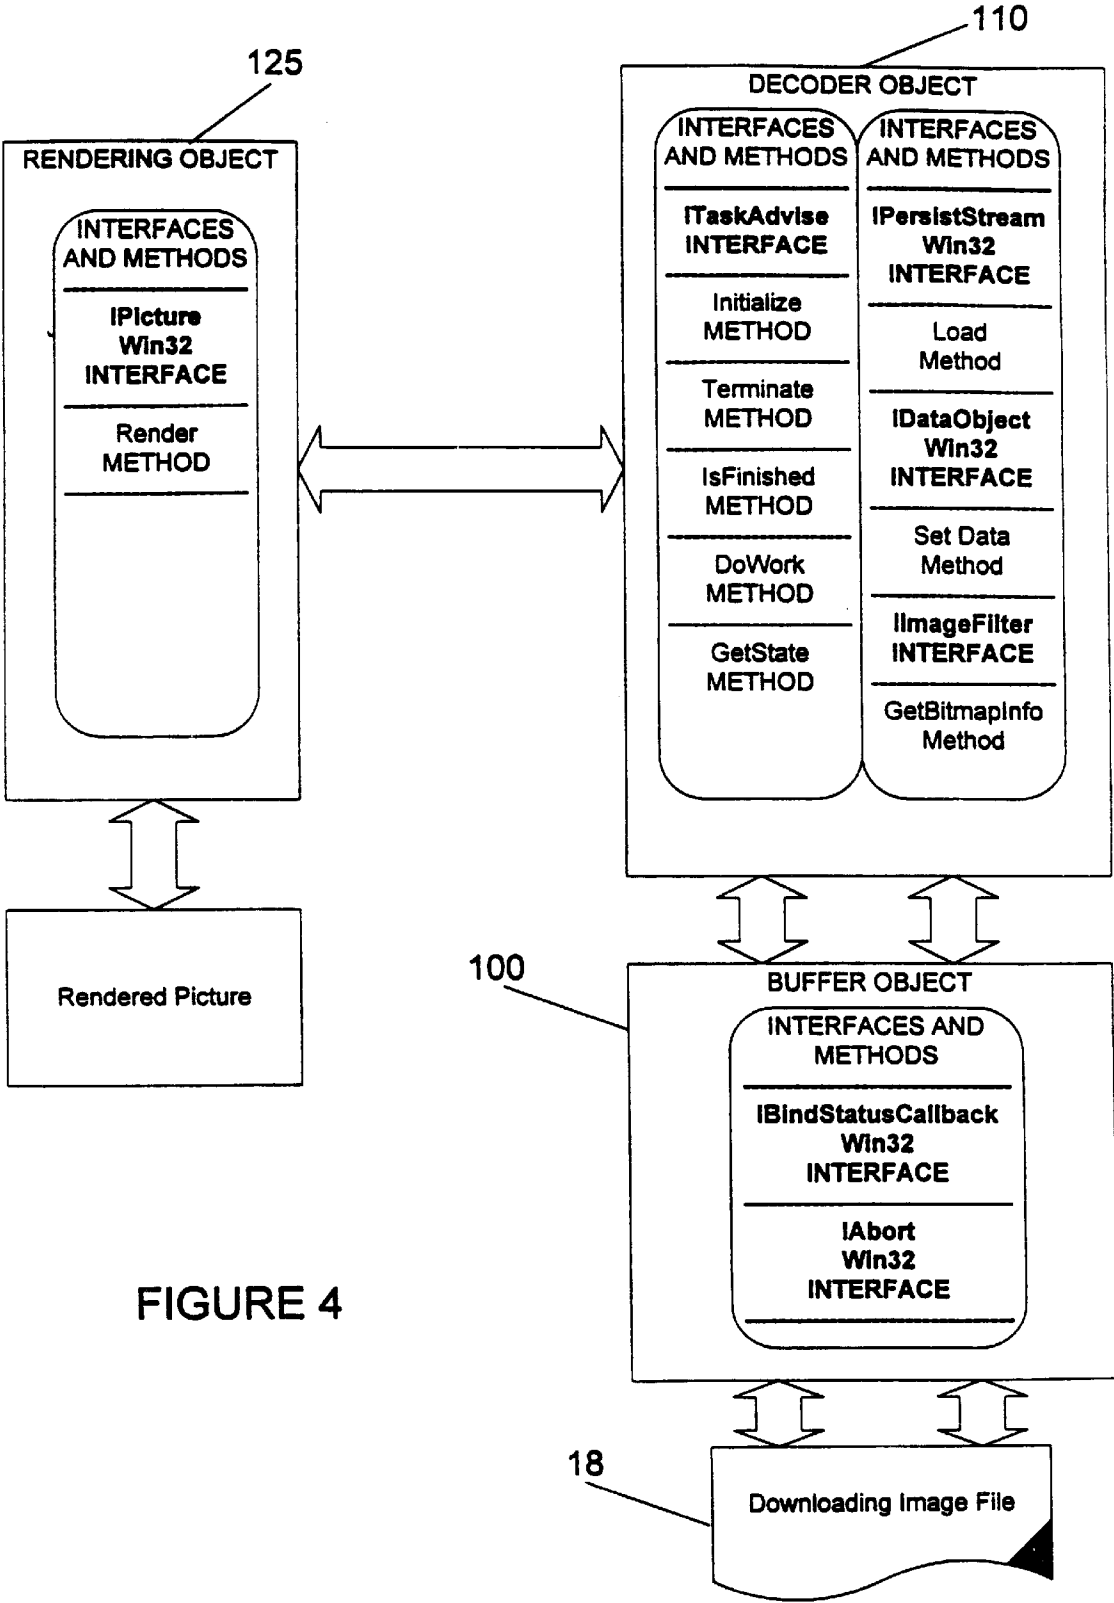 110
125
DECODER OBJECT
INTERFACES
AND METHODS
ITaskAdvise
INTERFACE
Initialize
METHOD
Terminate
METHOD
IsFinished
METHOD
DoWork
METHOD
GetState
METHOD
INTERFACES
AND METHODS
IPersistStream
Win32
INTERFACE
Load
Method
IDataObject
Win32
INTERFACE
Set Data
Method
IImageFilter
INTERFACE
GetBitmapInfo
Method
RENDERING OBJECT
INTERFACES
AND METHODS
IPicture
Win32
INTERFACE
Render
METHOD
Rendered Picture
100
BUFFER OBJECT
INTERFACES AND
METHODS
IBindStatusCallback
Win32
INTERFACE
IAbort
Win32
INTERFACE
FIGURE 4
18
Downloading Image File